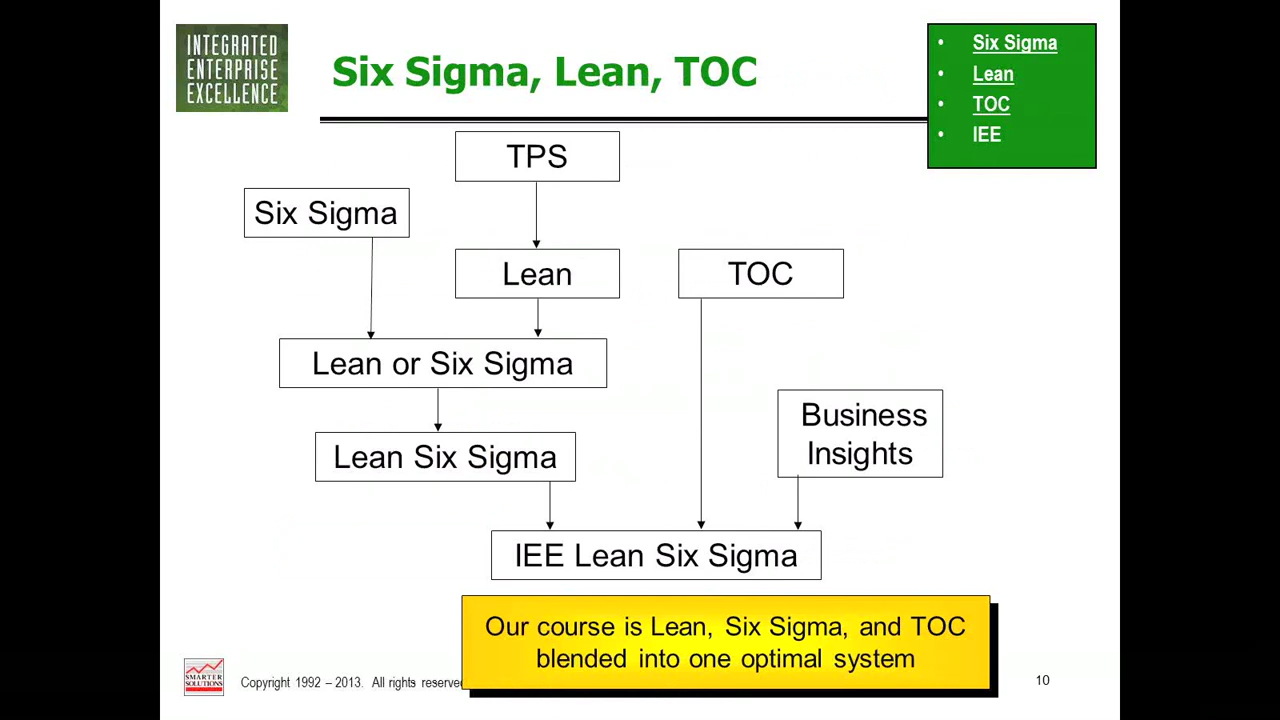 INTEGRATED
ENTERPRISE
EXCELLENCE
Six Sigma, Lean, TOC
• Six Sigma
• Lean
• TOC
• IEE
TPS
Six Sigma
Lean
TOC
Lean or Six Sigma
Business
Insights
Lean Six Sigma
IEE Lean Six Sigma
Our course is Lean, Six Sigma, and TOC
blended into one optimal system
SMARTER
SOLUTIONS
Copyright 1992 – 2013. All rights reserve
10